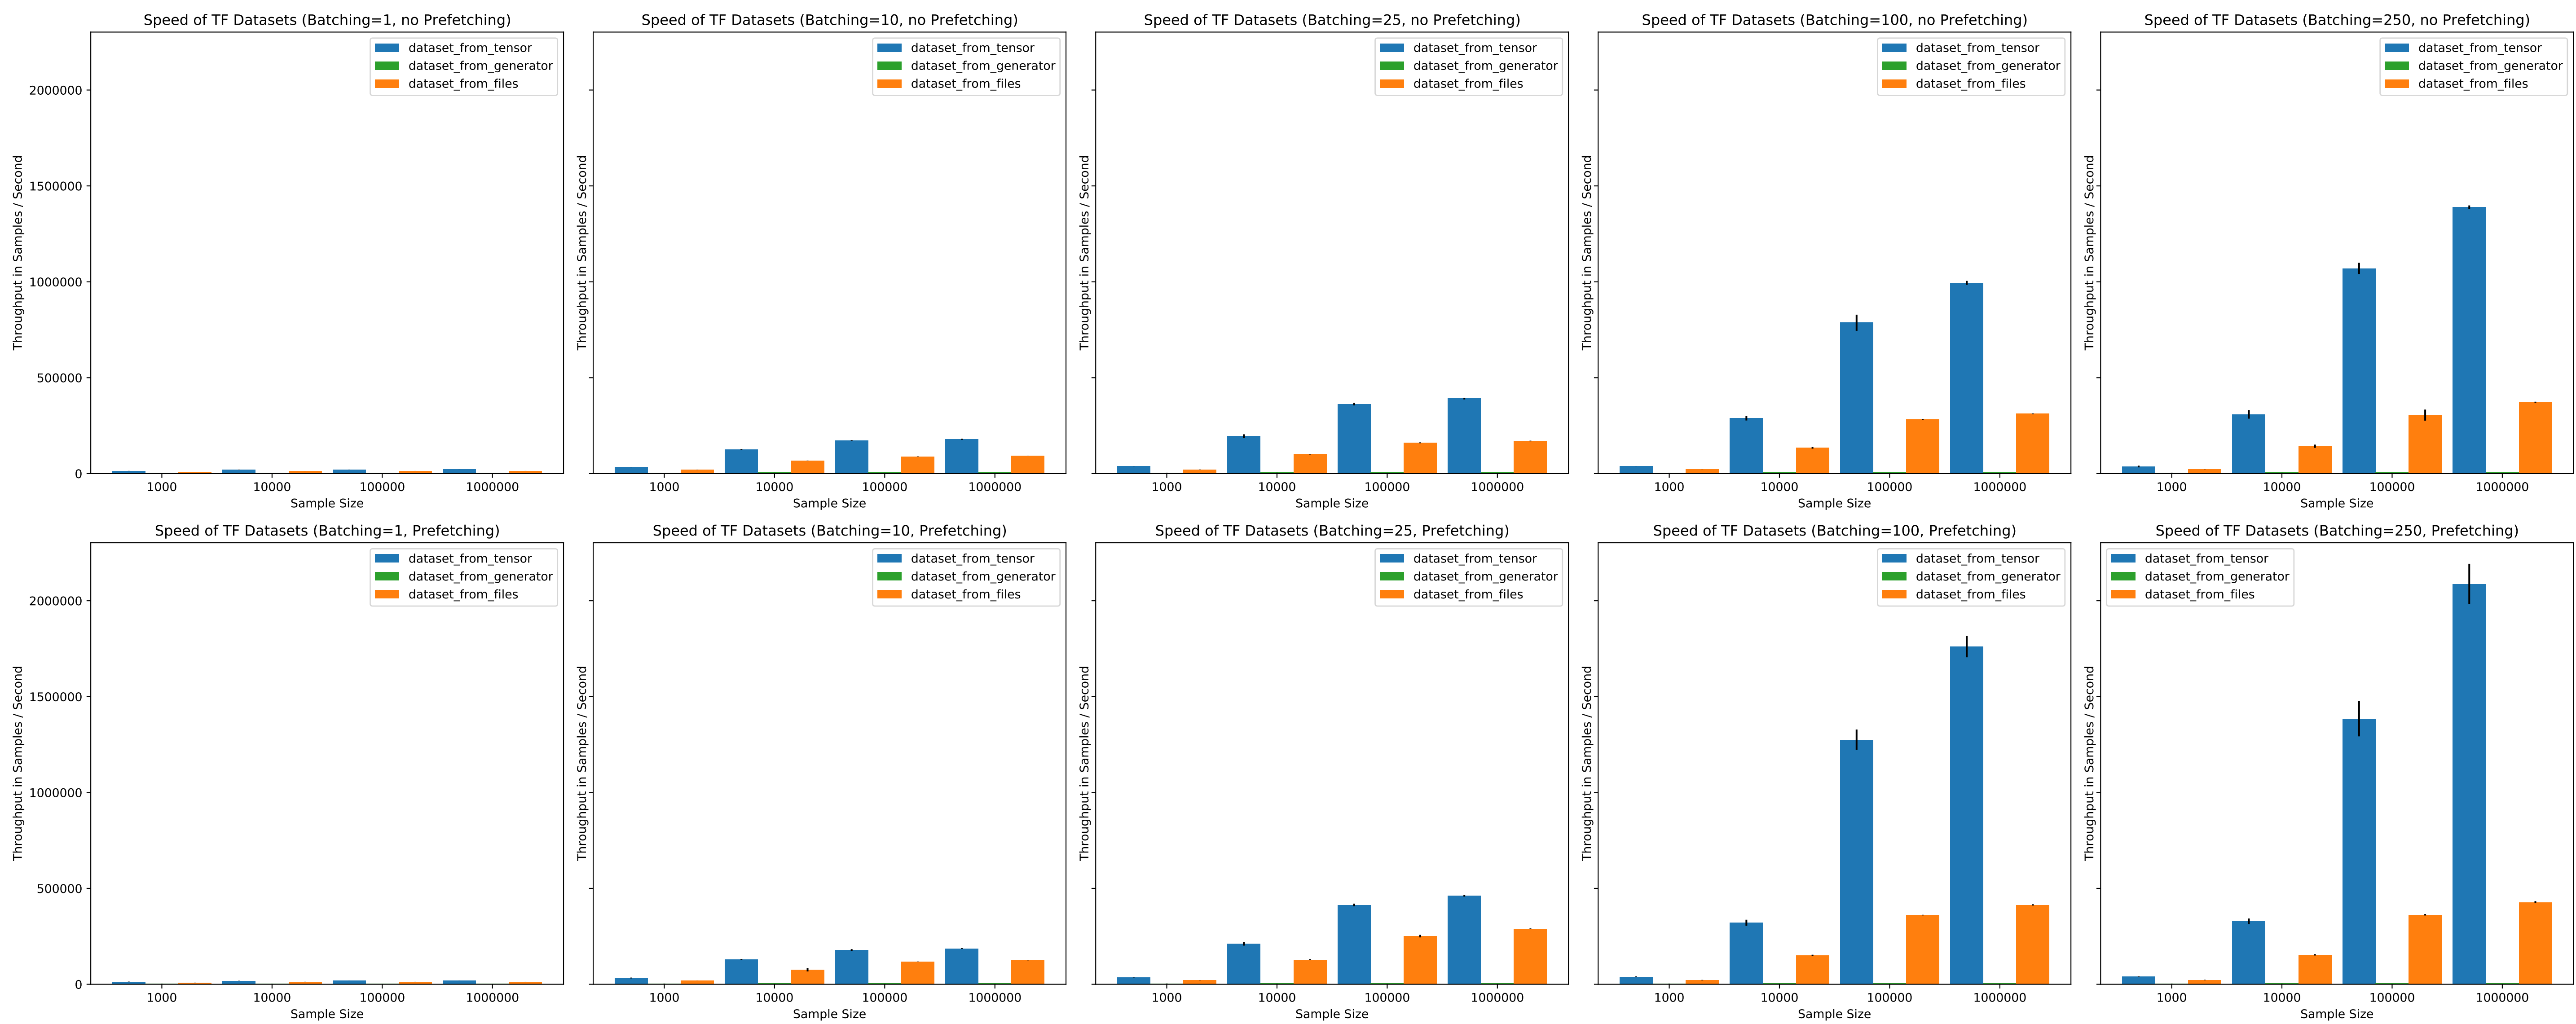 Speed of TF Datasets (Batching=1, no Prefetching)
dataset_from_tensor
dataset_from_generator
dataset_from_files
2000000
1500000
1000000
500000
0
Throughput in Samples / Second
1000 10000 100000 1000000
Sample Size
Speed of TF Datasets (Batching=10, no Prefetching)
dataset_from_tensor
dataset_from_generator
dataset_from_files
Throughput in Samples / Second
1000 10000 100000 1000000
Sample Size
Speed of TF Datasets (Batching=25, no Prefetching)
dataset_from_tensor
dataset_from_generator
dataset_from_files
Throughput in Samples / Second
1000 10000 100000 1000000
Sample Size
Speed of TF Datasets (Batching=100, no Prefetching)
dataset_from_tensor
dataset_from_generator
dataset_from_files
Throughput in Samples / Second
1000 10000 100000 1000000
Sample Size
Speed of TF Datasets (Batching=250, no Prefetching)
dataset_from_tensor
dataset_from_generator
dataset_from_files
Throughput in Samples / Second
1000 10000 100000 1000000
Sample Size
Speed of TF Datasets (Batching=1, Prefetching)
dataset_from_tensor
dataset_from_generator
dataset_from_files
2000000
1500000
1000000
500000
0
Throughput in Samples / Second
1000 10000 100000 1000000
Sample Size
Speed of TF Datasets (Batching=10, Prefetching)
dataset_from_tensor
dataset_from_generator
dataset_from_files
Throughput in Samples / Second
1000 10000 100000 1000000
Sample Size
Speed of TF Datasets (Batching=25, Prefetching)
dataset_from_tensor
dataset_from_generator
dataset_from_files
Throughput in Samples / Second
1000 10000 100000 1000000
Sample Size
Speed of TF Datasets (Batching=100, Prefetching)
dataset_from_tensor
dataset_from_generator
dataset_from_files
Throughput in Samples / Second
1000 10000 100000 1000000
Sample Size
Speed of TF Datasets (Batching=250, Prefetching)
dataset_from_tensor
dataset_from_generator
dataset_from_files
Throughput in Samples / Second
1000 10000 100000 1000000
Sample Size